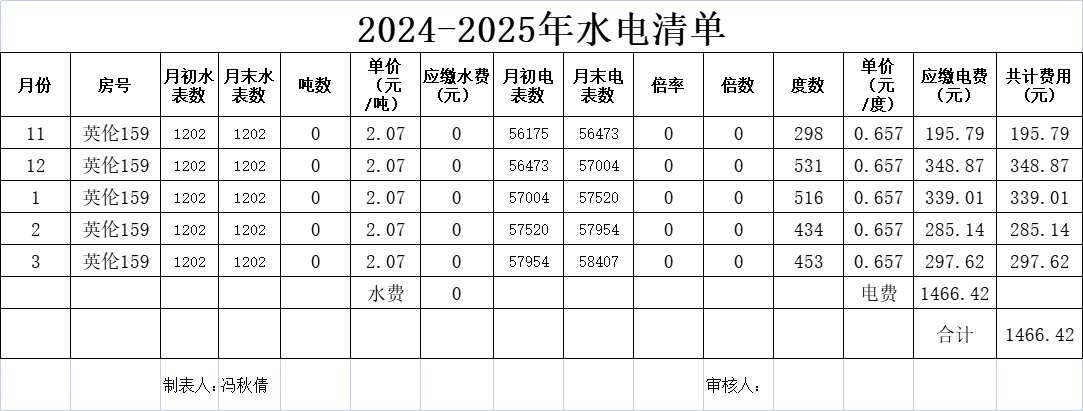 2024-2025年水电清单
月份 房号 月初水表数 月末水表数 吨数 单价（元/吨） 应缴水费（元） 月初电表数 月末电表数 倍率 倍数 度数 单价（元/度） 应缴电费（元） 共计费用（元）
11 英伦159 1202 1202 0 2.07 0 56175 56473 0 0 298 0.657 195.79 195.79
12 英伦159 1202 1202 0 2.07 0 56473 57004 0 0 531 0.657 348.87 348.87
1 英伦159 1202 1202 0 2.07 0 57004 57520 0 0 516 0.657 339.01 339.01
2 英伦159 1202 1202 0 2.07 0 57520 57954 0 0 434 0.657 285.14 285.14
3 英伦159 1202 1202 0 2.07 0 57954 58407 0 0 453 0.657 297.62 297.62
水费 0 电费 1466.42
合计 1466.42
制表人：冯秋倩 审核人：